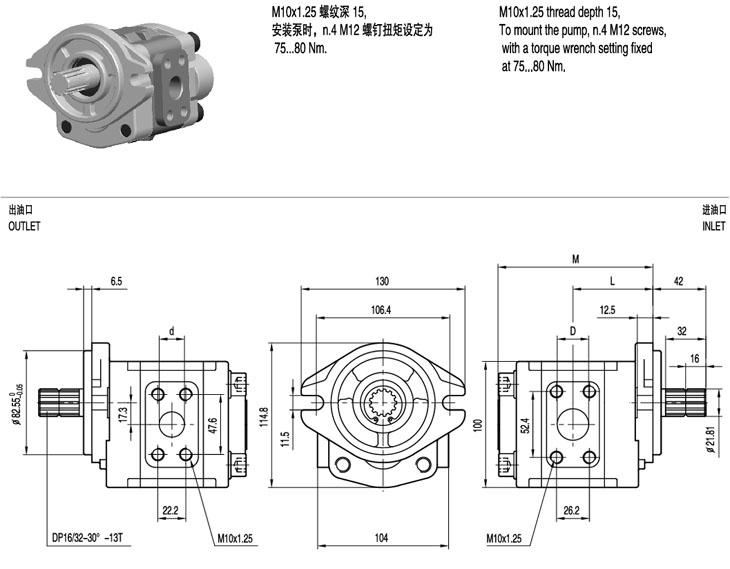 M10x1.25 螺纹深 15,
安装泵时，n.4 M12 螺钉扭矩设定为
75...80 Nm.
M10x1.25 thread depth 15,
To mount the pump, n.4 M12 screws,
with a torque wrench setting fixed
at 75...80 Nm.
出油口
OUTLET
进油口
INLET
6.5
d
ø 82.55 0 -0.05
17.3
47.6
22.2
DP16/32-30° -13T
M10x1.25
130
106.4
114.8
11.5
104
M
L
42
12.5
32
D
16
100
52.4
ø 21.81
26.2
M10x1.25